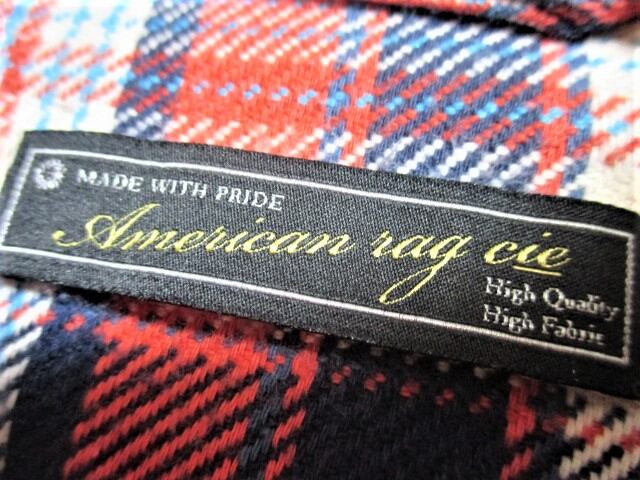 MADE WITH PRIDE
American rag cie
High Quality
High Fabric